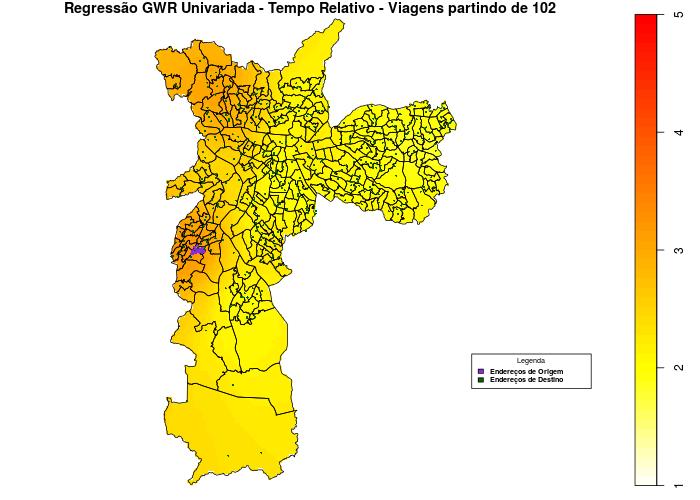 Regressão GWR Univariada - Tempo Relativo - Viagens partindo de 102
5
4
3
2
1
Legenda
Endereços de Origem
Endereços de Destino